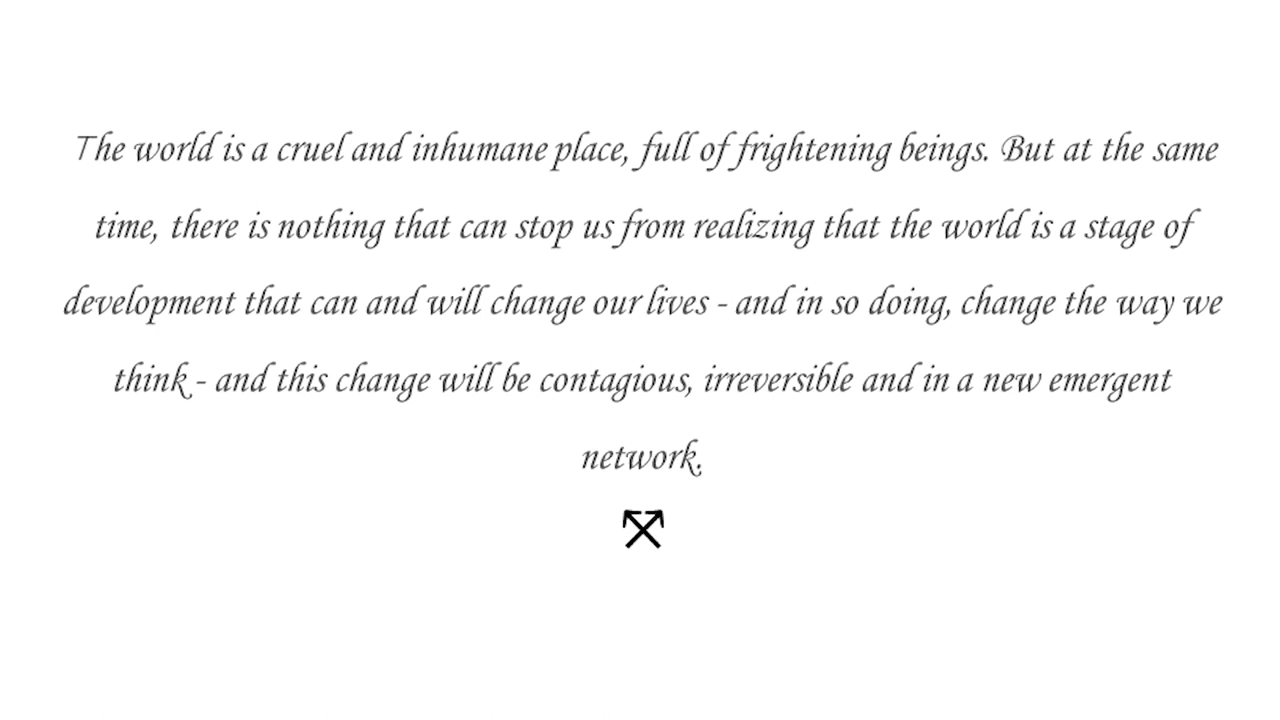 The world is a cruel and inhumane place, full of frightening beings. But at the same
time, there is nothing that can stop us from realizing that the world is a stage of
development that can and will change our lives - and in so doing, change the way we
think - and this change will be contagious, irreversible and in a new emergent
network.